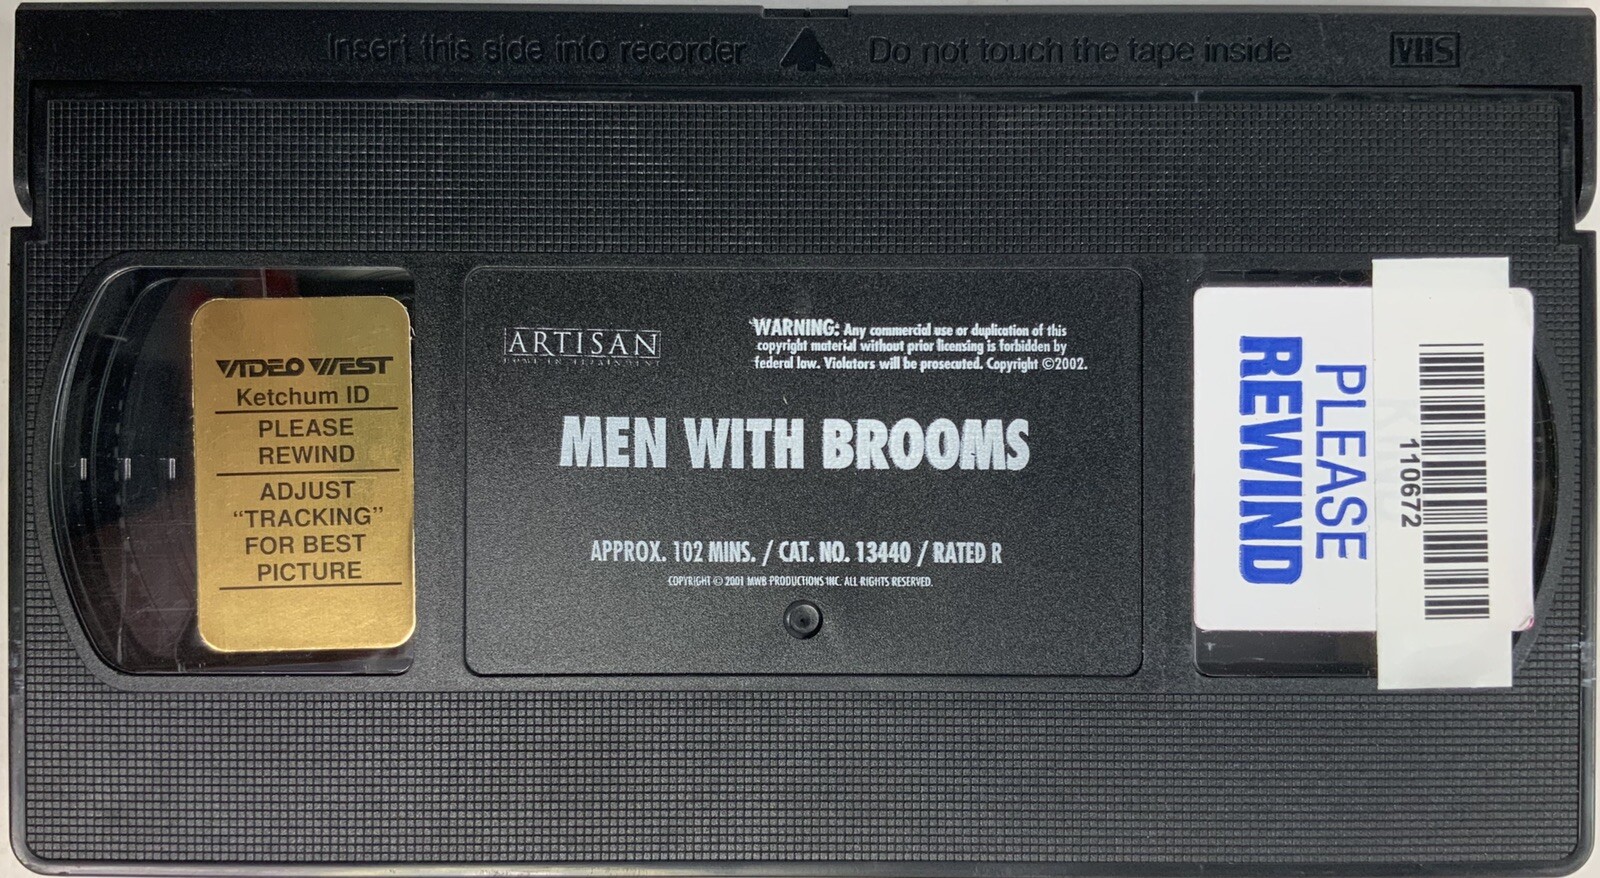 Insert this side into recorder
Do not touch the tape inside
VHS
VIDEO WEST
Ketchum ID
PLEASE
REWIND
ADJUST
“TRACKING”
FOR BEST
PICTURE
ARTISAN
HOME ENTERTAINMENT
WARNING: Any commercial use or duplication of this
copyright material without prior licensing is forbidden by
federal law. Violators will be prosecuted. Copyright ©2002.
MEN WITH BROOMS
APPROX. 102 MINS. / CAT. NO. 13440 / RATED R
COPYRIGHT © 2001 MWB PRODUCTIONS INC. ALL RIGHTS RESERVED.
PLEASE
REWIND
110672